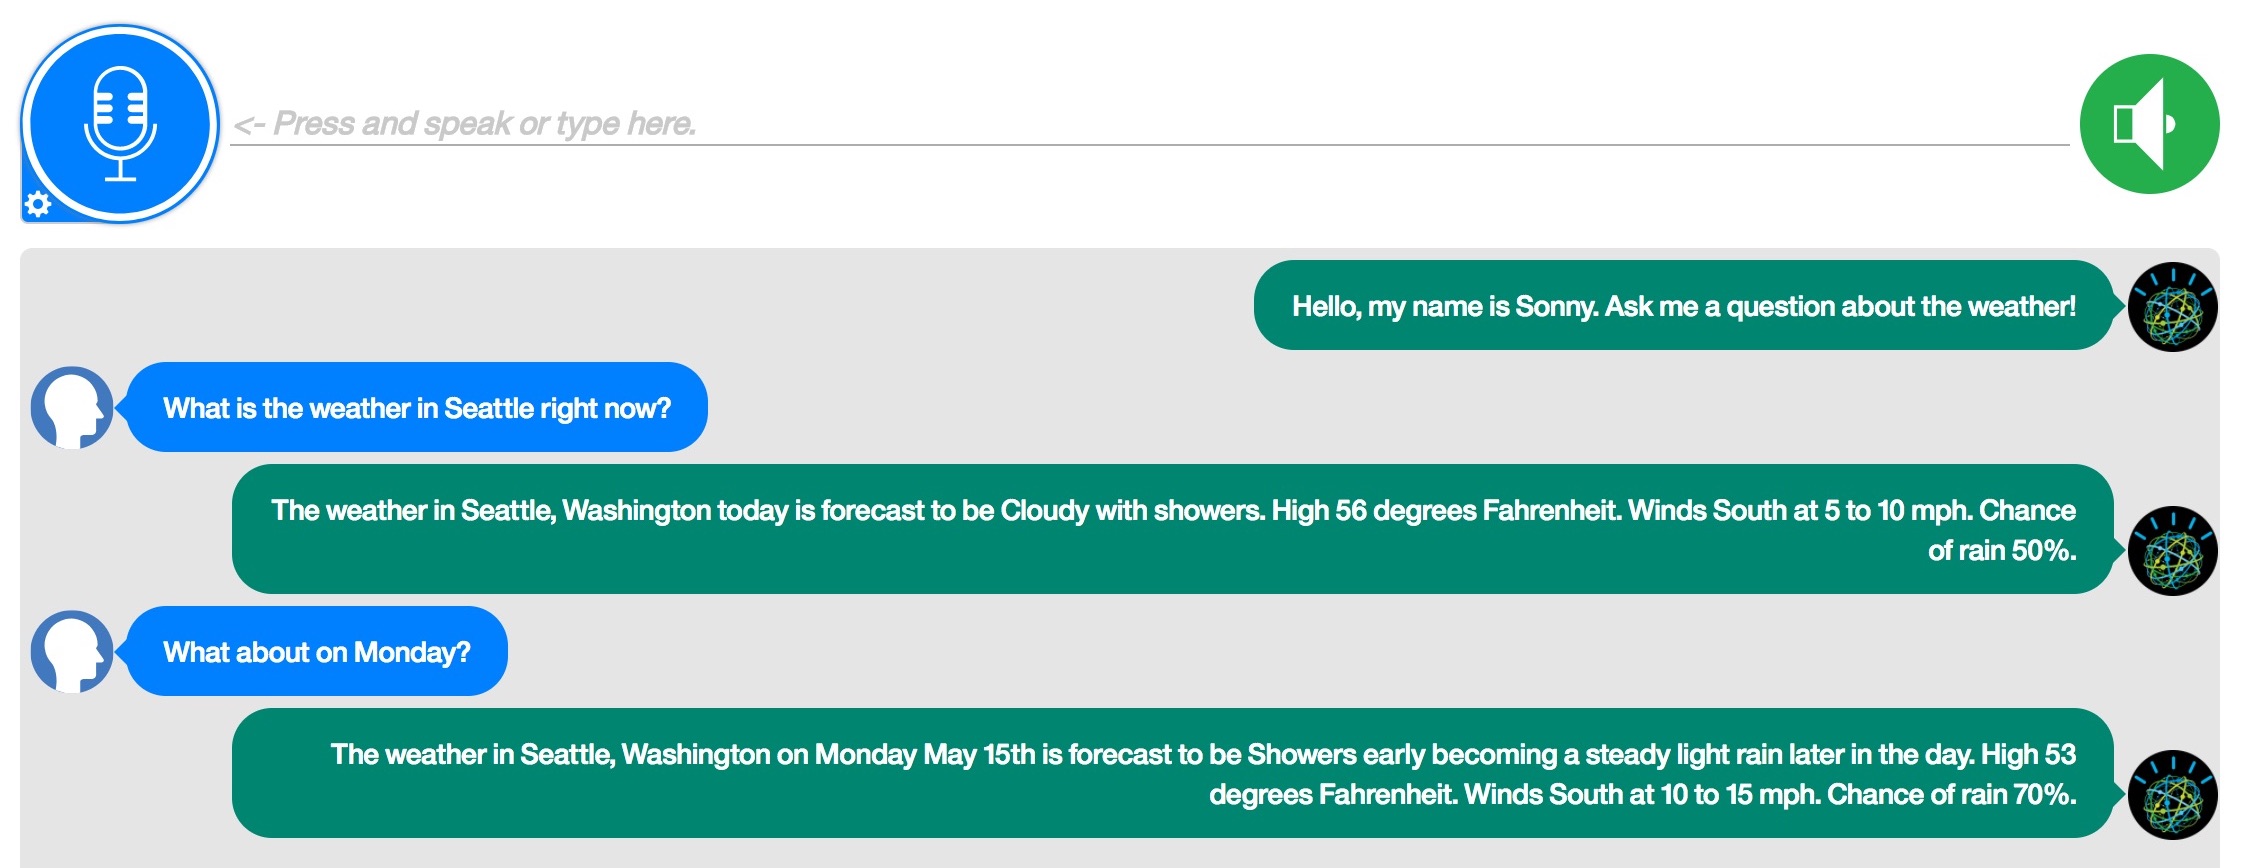 <- Press and speak or type here.
Hello, my name is Sonny. Ask me a question about the weather!
What is the weather in Seattle right now?
The weather in Seattle, Washington today is forecast to be Cloudy with showers. High 56 degrees Fahrenheit. Winds South at 5 to 10 mph. Chance
of rain 50%.
What about on Monday?
The weather in Seattle, Washington on Monday May 15th is forecast to be Showers early becoming a steady light rain later in the day. High 53
degrees Fahrenheit. Winds South at 10 to 15 mph. Chance of rain 70%.